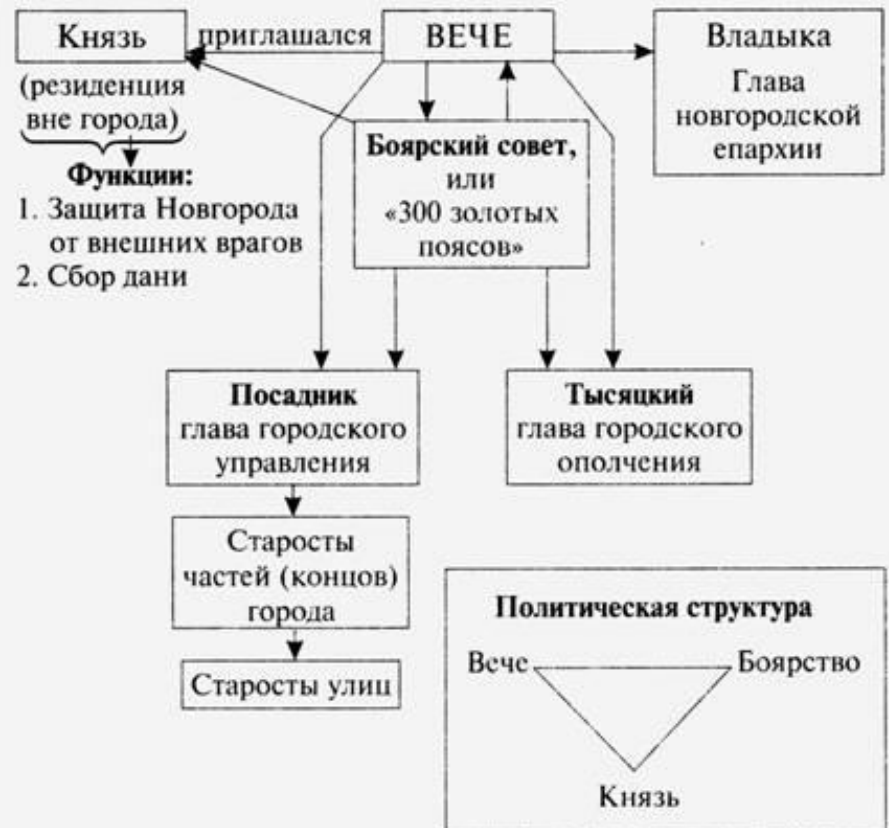 Князь
приглашался
ВЕЧЕ
Владыка
Глава
новгородской
епархии
(резиденция
вне города)
Функции:
1. Защита Новгорода
от внешних врагов
2. Сбор дани
Боярский совет,
или
«300 золотых
поясов»
Посадник
глава городского
управления
Тысяцкий
глава городского
ополчения
Старосты
частей (концов)
города
Старосты улиц
Политическая структура
Вече
Боярство
Князь